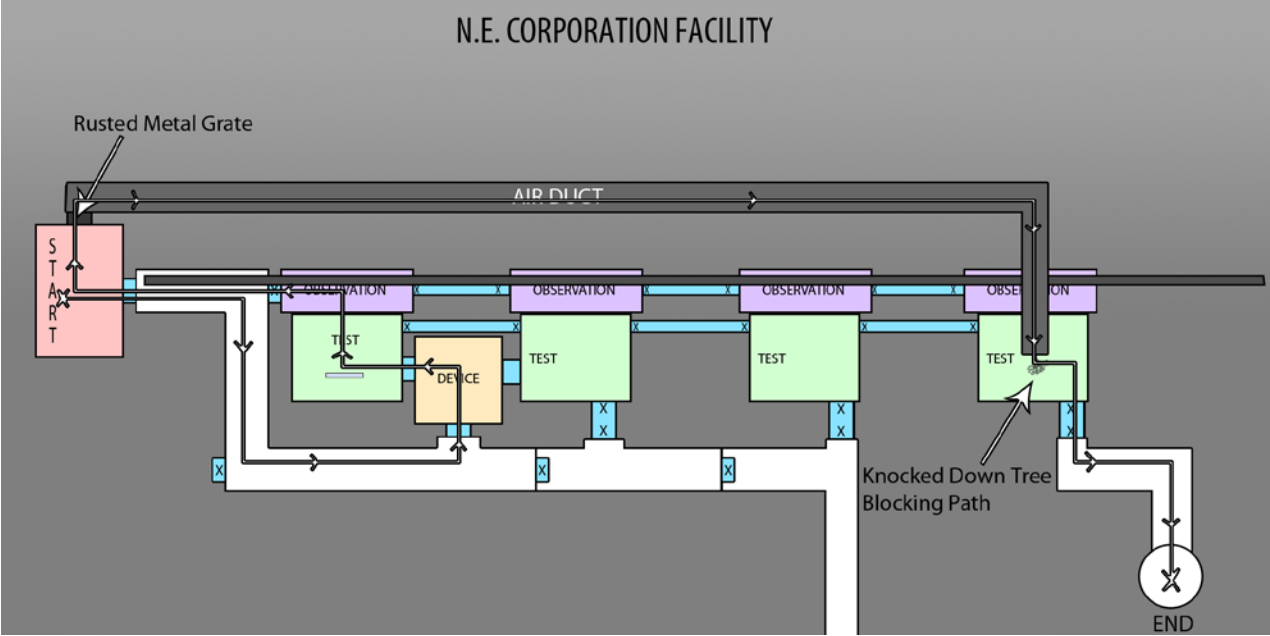 N.E. CORPORATION FACILITY
Rusted Metal Grate
AIR DUCT
START
OBSERVATION
OBSERVATION
OBSERVATION
OBSERVATION
X
X
X
X
X
X
X
X
X
X
X
X
X
TEST
TEST
TEST
TEST
DEVICE
X
X
X
X
X
X
X
X
X
Knocked Down Tree
Blocking Path
END